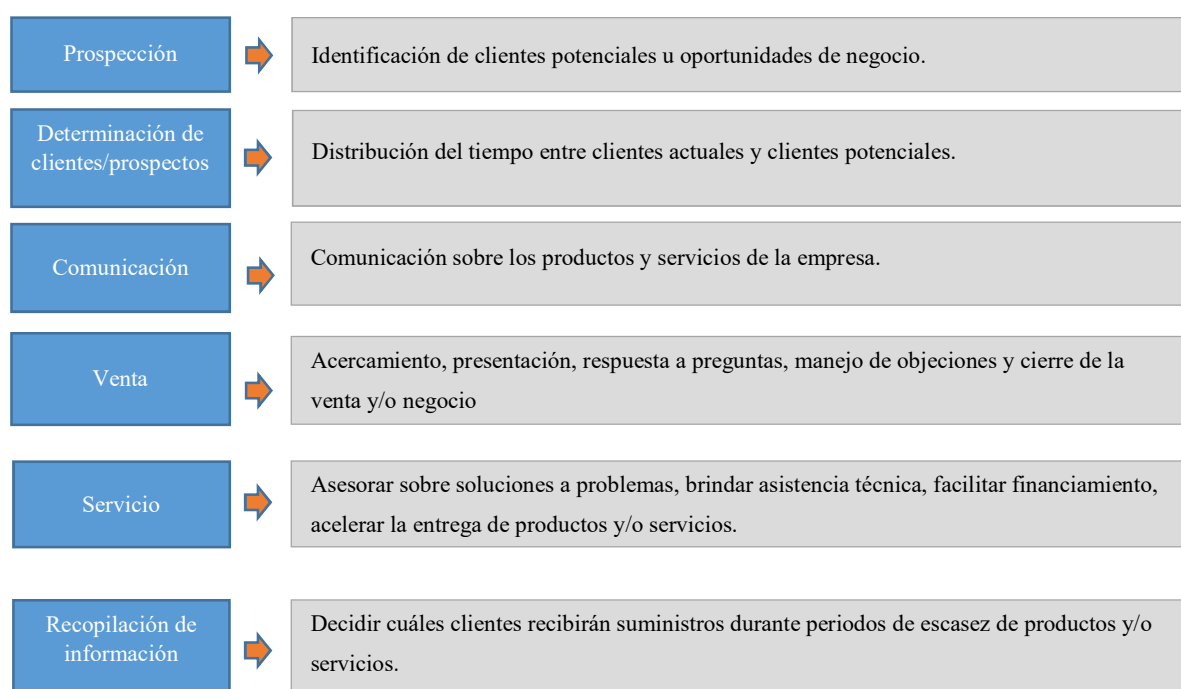 Prospección
Identificación de clientes potenciales u oportunidades de negocio.
Determinación de
clientes/prospectos
Distribución del tiempo entre clientes actuales y clientes potenciales.
Comunicación
Comunicación sobre los productos y servicios de la empresa.
Venta
Acercamiento, presentación, respuesta a preguntas, manejo de objeciones y cierre de la
venta y/o negocio
Servicio
Asesorar sobre soluciones a problemas, brindar asistencia técnica, facilitar financiamiento,
acelerar la entrega de productos y/o servicios.
Recopilación de
información
Decidir cuáles clientes recibirán suministros durante periodos de escasez de productos y/o
servicios.